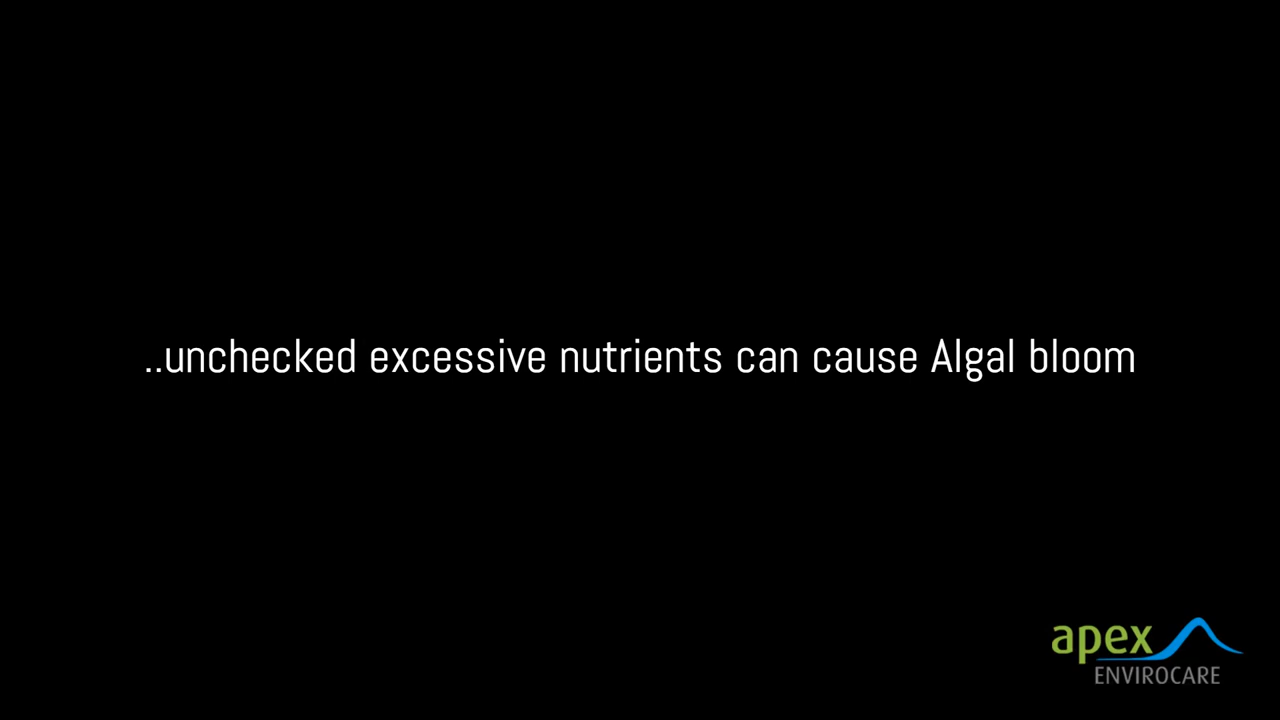 ..unchecked excessive nutrients can cause Algal bloom
apex
ENVIROCARE